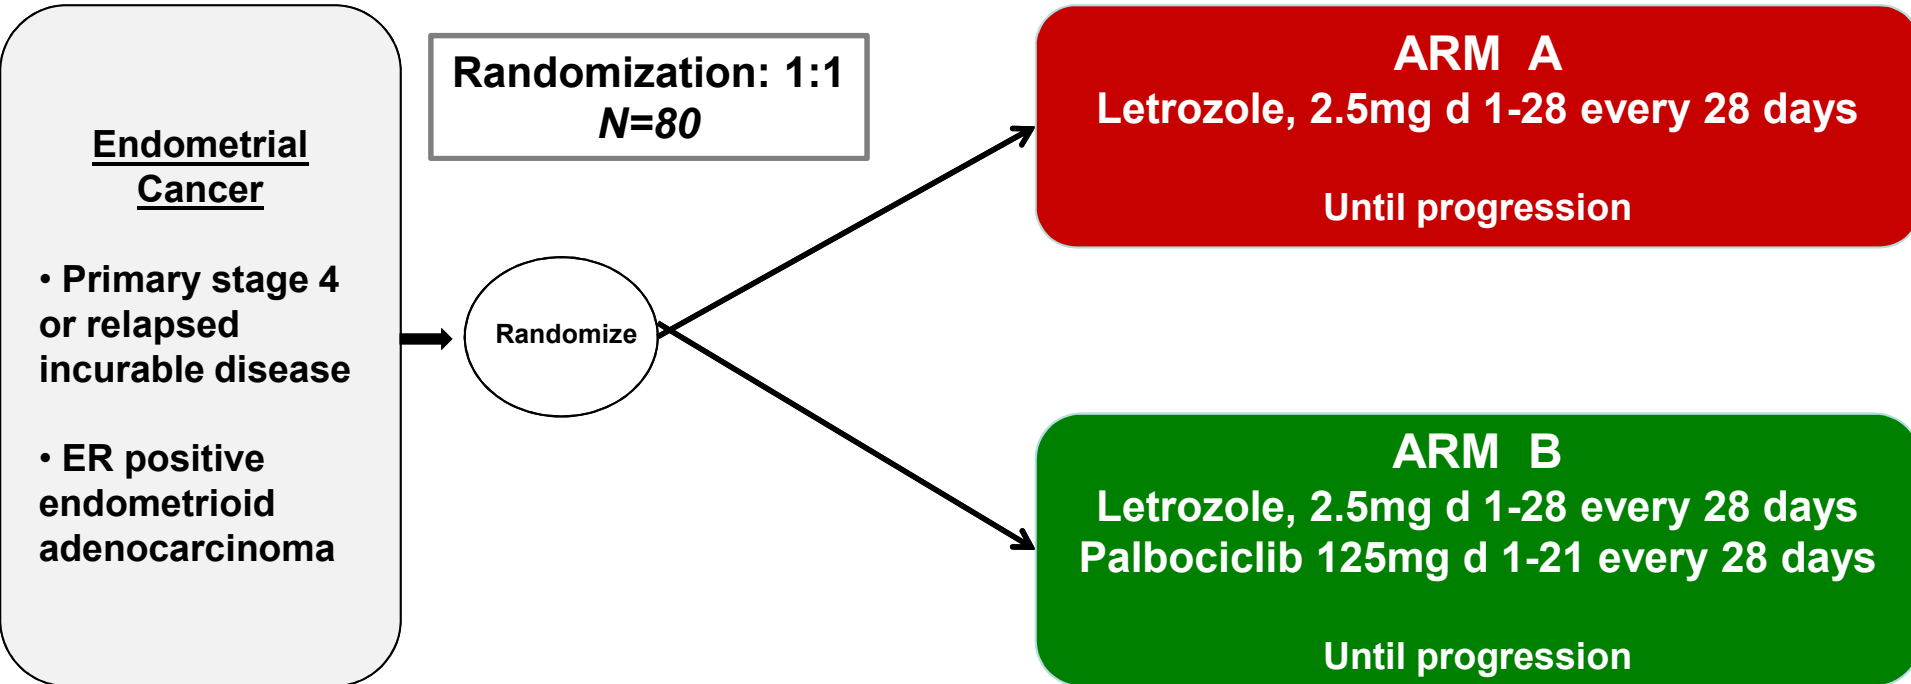 Endometrial
Cancer
• Primary stage 4
or relapsed
incurable disease
• ER positive
endometrioid
adenocarcinoma
Randomization: 1:1
N=80
Randomize
ARM A
Letrozole, 2.5mg d 1-28 every 28 days
Until progression
ARM B
Letrozole, 2.5mg d 1-28 every 28 days
Palbociclib 125mg d 1-21 every 28 days
Until progression